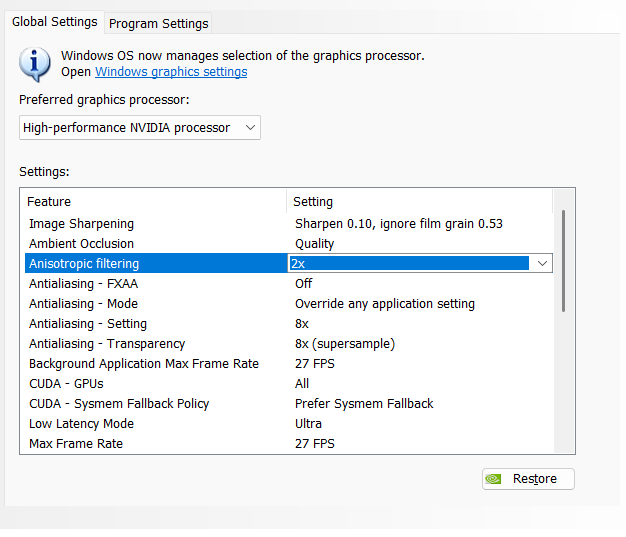 Global Settings Program Settings
Windows OS now manages selection of the graphics processor.
Open Windows graphics settings
Preferred graphics processor:
High-performance NVIDIA processor
Settings:
Feature Setting
Image Sharpening Sharpen 0.10, ignore film grain 0.53
Ambient Occlusion Quality
Anisotropic filtering 2x
Antialiasing - FXAA Off
Antialiasing - Mode Override any application setting
Antialiasing - Setting 8x
Antialiasing - Transparency 8x (supersample)
Background Application Max Frame Rate 27 FPS
CUDA - GPUs All
CUDA - Sysmem Fallback Policy Prefer Sysmem Fallback
Low Latency Mode Ultra
Max Frame Rate 27 FPS
Restore